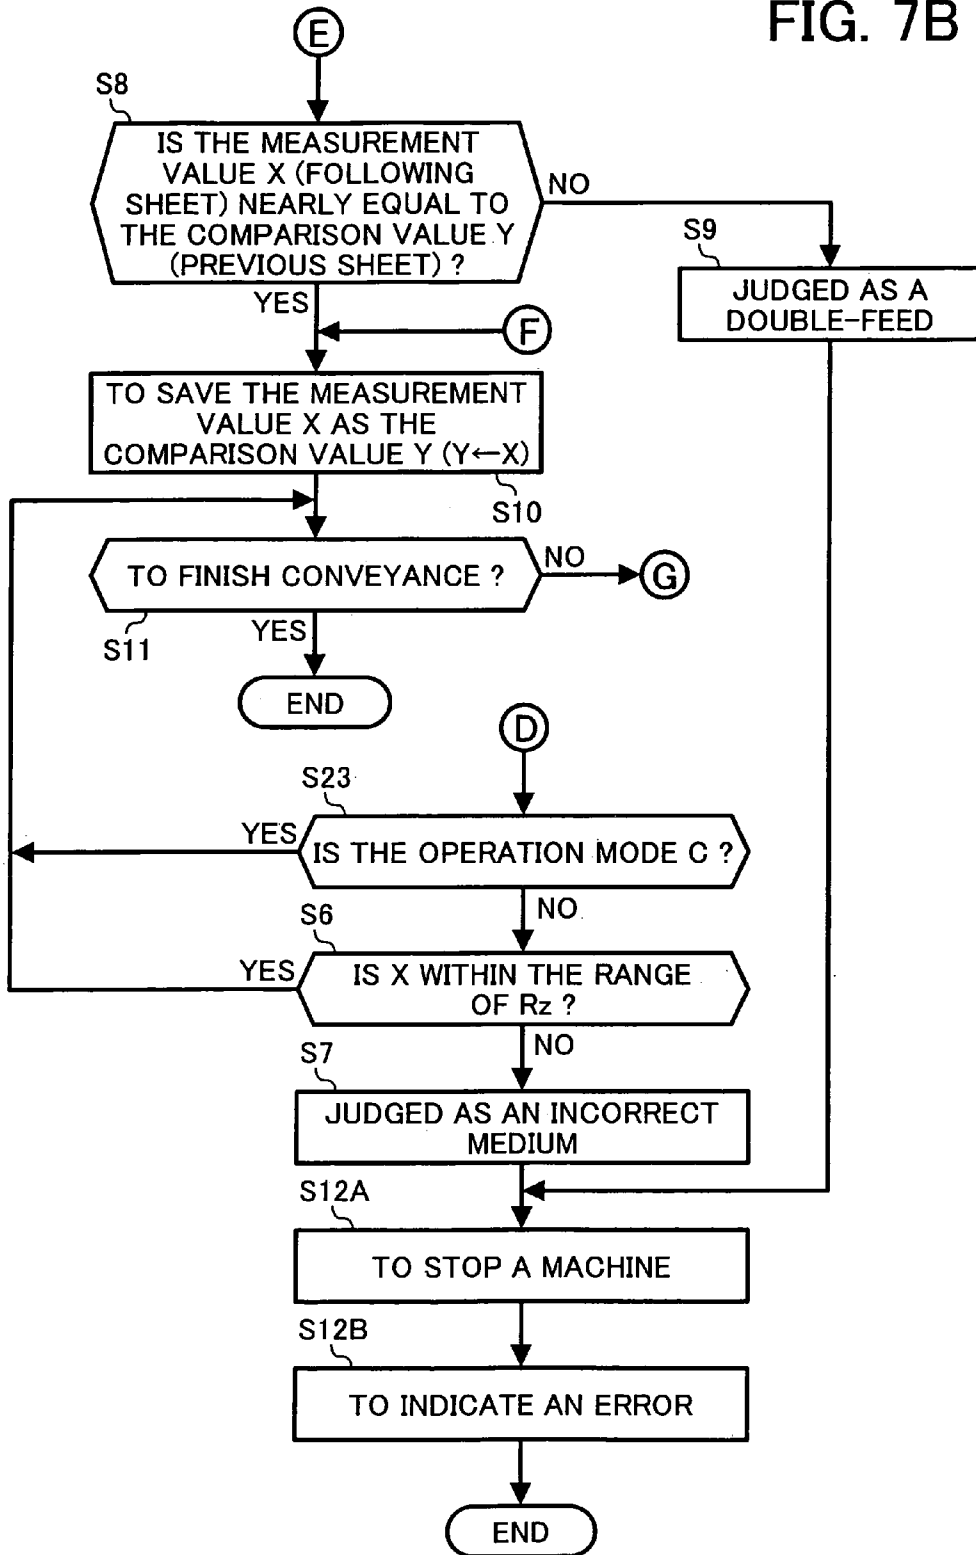 FIG. 7B
E
S8
IS THE MEASUREMENT
VALUE X (FOLLOWING
SHEET) NEARLY EQUAL TO
THE COMPARISON VALUE Y
(PREVIOUS SHEET) ?
NO
YES
S9
JUDGED AS A
DOUBLE-FEED
F
TO SAVE THE MEASUREMENT
VALUE X AS THE
COMPARISON VALUE Y (Y←X)
S10
TO FINISH CONVEYANCE ?
NO
G
S11
YES
END
D
S23
YES
IS THE OPERATION MODE C ?
NO
S6
YES
IS X WITHIN THE RANGE
OF Rz ?
NO
S7
JUDGED AS AN INCORRECT
MEDIUM
S12A
TO STOP A MACHINE
S12B
TO INDICATE AN ERROR
END